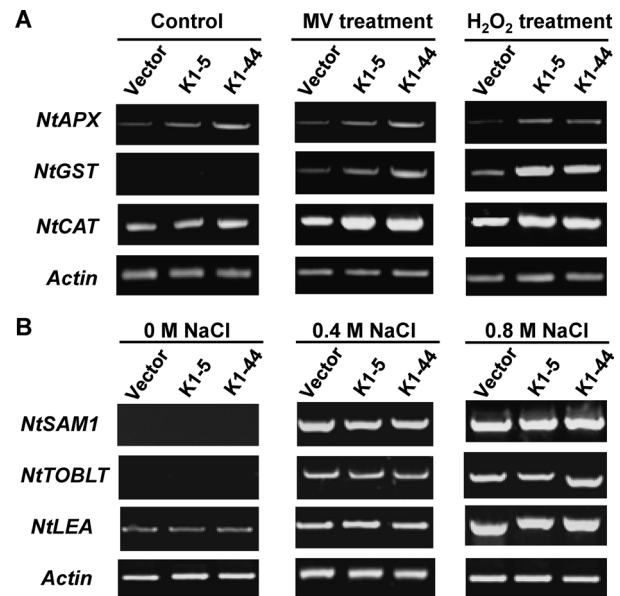 A
Control MV treatment H₂O₂ treatment
Vector K1-5 K1-44 Vector K1-5 K1-44 Vector K1-5 K1-44
NtAPX
NtGST
NtCAT
Actin
B
0 M NaCl 0.4 M NaCl 0.8 M NaCl
Vector K1-5 K1-44 Vector K1-5 K1-44 Vector K1-5 K1-44
NtSAM1
NtTOBLT
NtLEA
Actin